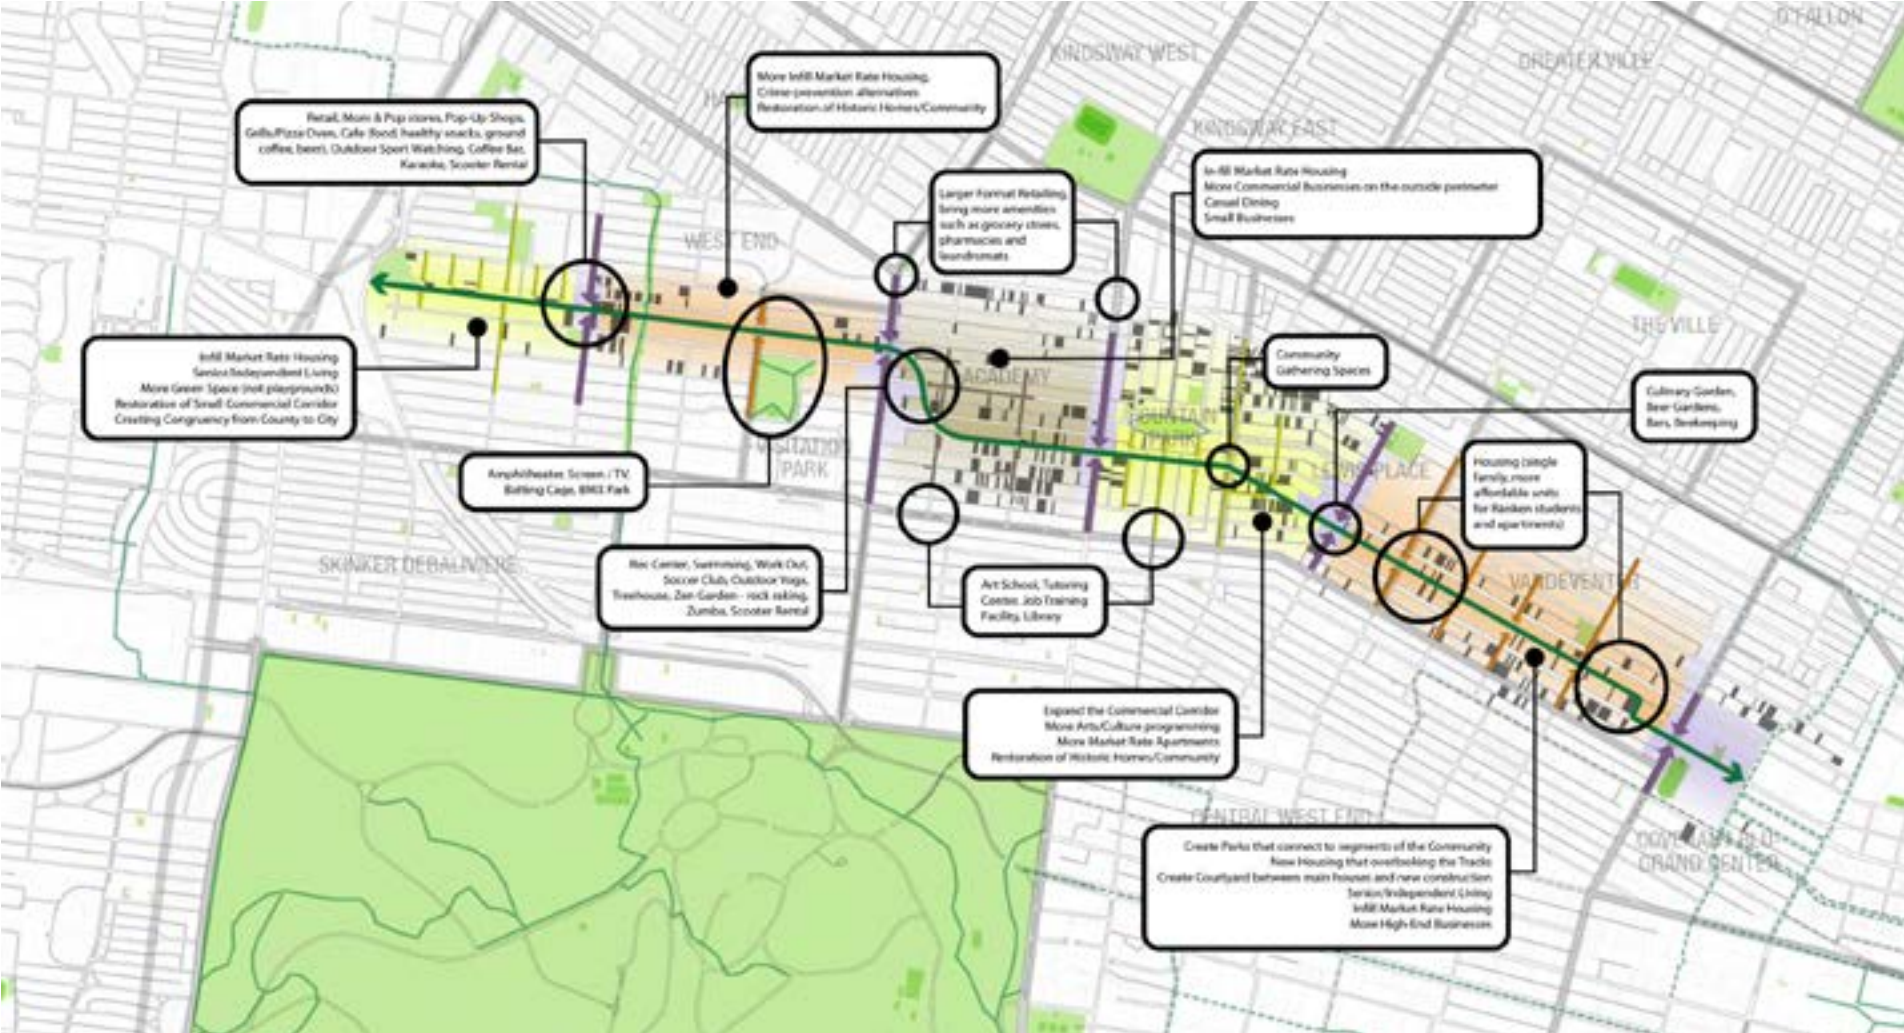 O'FALLON
KINGSWAY WEST
GREATER VILLE
More Infill Market Rate Housing,
Crime prevention alternatives
Restoration of Historic Homes/Community
Retail, Mom & Pop stores, Pop-Up Shops,
Grills/Pizza Oven, Cafe (food, healthy snacks, ground
coffee, beer), Outdoor Sport Watching, Coffee Bar,
Karaoke, Scooter Rental
KINGSWAY EAST
In-fill Market Rate Housing
More Commercial Businesses on the outside perimeter
Casual Dining
Small Businesses
Larger Format Retailing,
bring more amenities
such as grocery stores,
pharmacies and
laundromats
WEST END
THE VILLE
Infill Market Rate Housing
Senior/Independent Living
More Green Space (not playgrounds)
Restoration of Small Commercial Corridor
Creating Congruency from County to City
Community
Gathering Spaces
ACADEMY
Culinary Garden,
Beer Gardens,
Bars, Beekeeping
FOUNTAIN
PARK
VISITATION
PARK
LEWIS PLACE
Amphitheater, Screen / TV,
Batting Cage, BMX Park
Housing (single
family, more
affordable units
for Ranken students
and apartments)
SKINKER DEBALIVIERE
VANDEVENTER
Rec Center, Swimming, Work Out,
Soccer Club, Outdoor Yoga,
Treehouse, Zen Garden - rock raking,
Zumba, Scooter Rental
Art School, Tutoring
Center, Job Training
Facility, Library
Expand the Commercial Corridor
More Arts/Culture programming
More Market Rate Apartments
Restoration of Historic Homes/Community
CENTRAL WEST END
Create Parks that connect to segments of the Community
New Housing that overlooking the Tracks
Create Courtyard between main houses and new construction
Senior/Independent Living
Infill Market Rate Housing
More High-End Businesses
GRAND CENTER